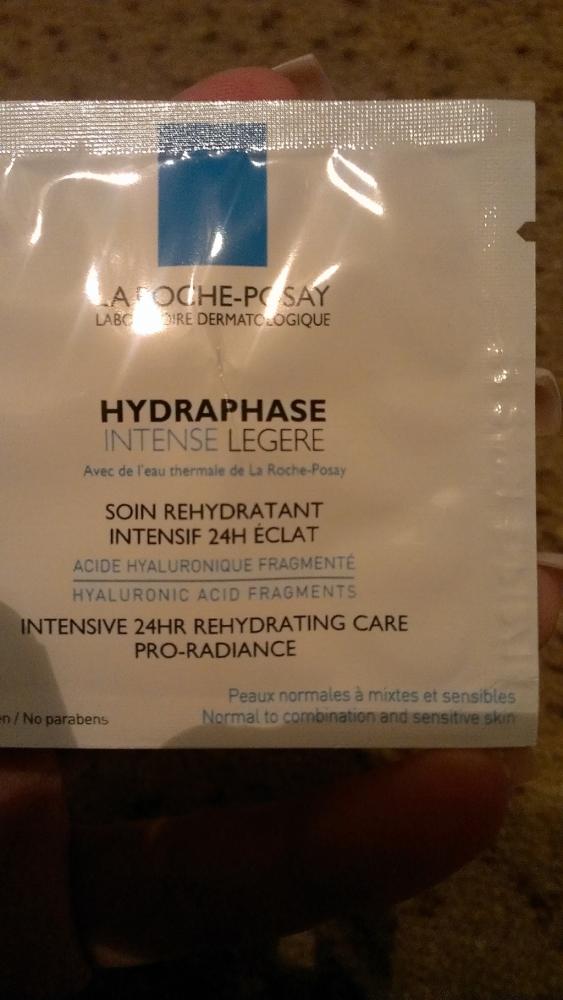 LA ROCHE-POSAY
LABORATOIRE DERMATOLOGIQUE
HYDRAPHASE
INTENSE LEGERE
Avec de l'eau thermale de La Roche-Posay
SOIN REHYDRATANT
INTENSIF 24H ÉCLAT
ACIDE HYALURONIQUE FRAGMENTÉ
HYALURONIC ACID FRAGMENTS
INTENSIVE 24HR REHYDRATING CARE
PRO-RADIANCE
Peaux normales à mixtes et sensibles
en / No parabens
Normal to combination and sensitive skin